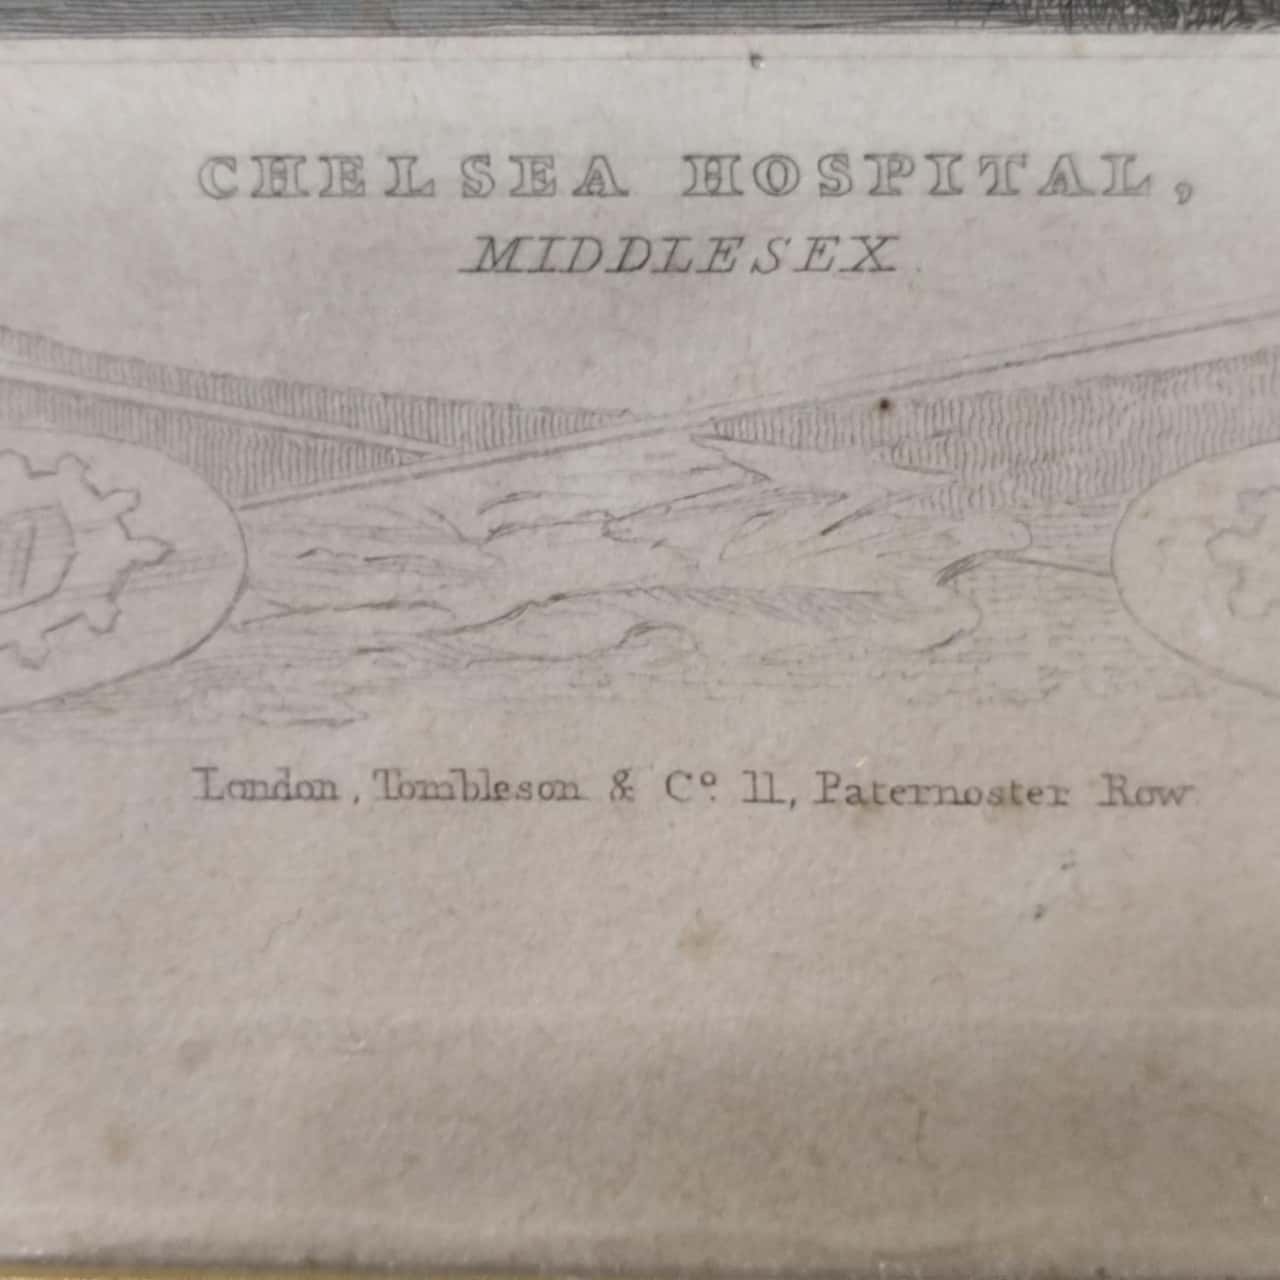 CHELSEA HOSPITAL,
MIDDLESEX.
London, Tombleson & Cº. 11, Paternoster Row